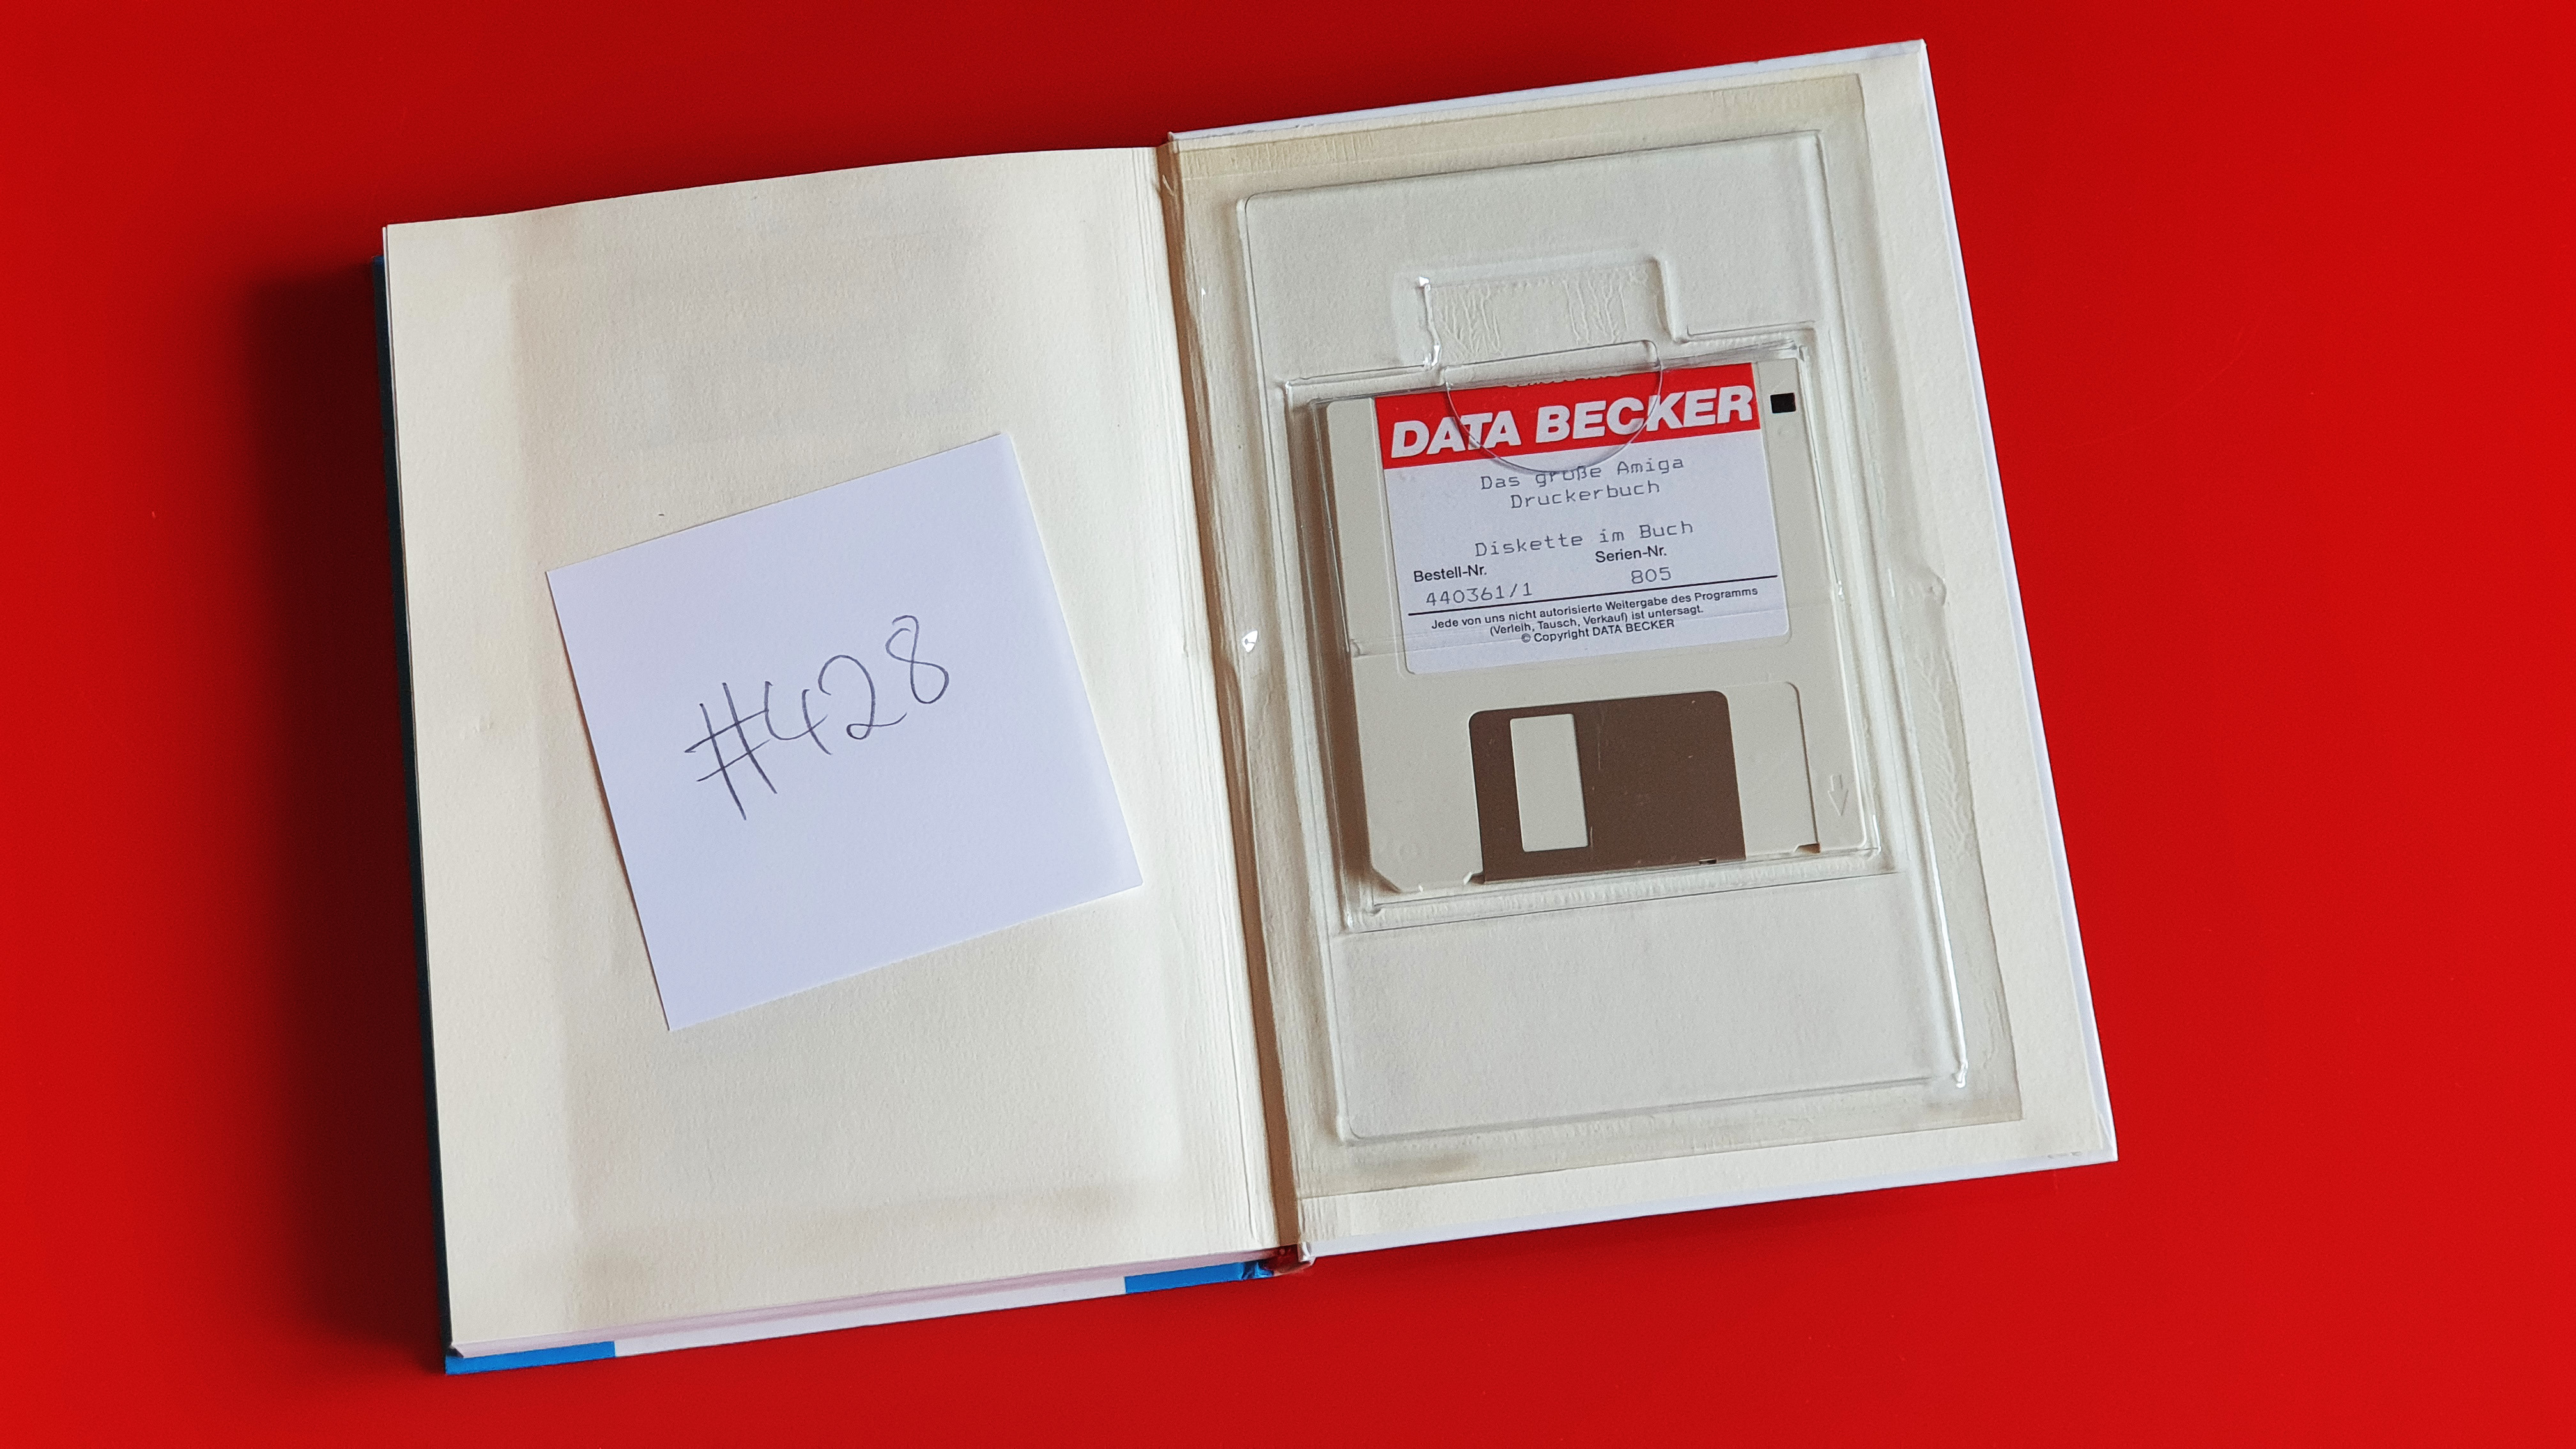 #428
DATA BECKER
Das große Amiga
Druckerbuch
Diskette im Buch
Bestell-Nr. Serien-Nr.
440361/1 805
Jede von uns nicht autorisierte Weitergabe des Programms
(Verleih, Tausch, Verkauf) ist untersagt.
© Copyright DATA BECKER